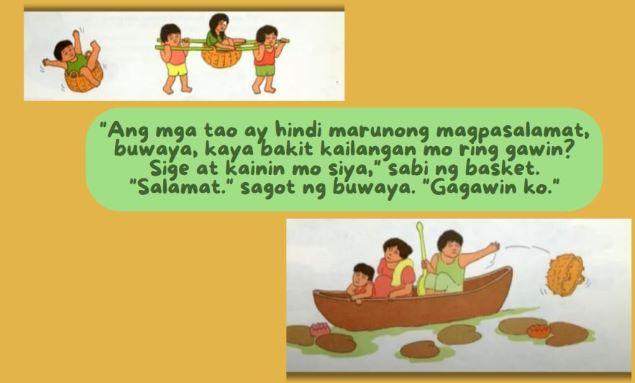 "Ang mga tao ay hindi marunong magpasalamat,
buwaya, kaya bakit kailangan mo ring gawin?
Sige at kainin mo siya," sabi ng basket.
"Salamat." sagot ng buwaya. "Gagawin ko."